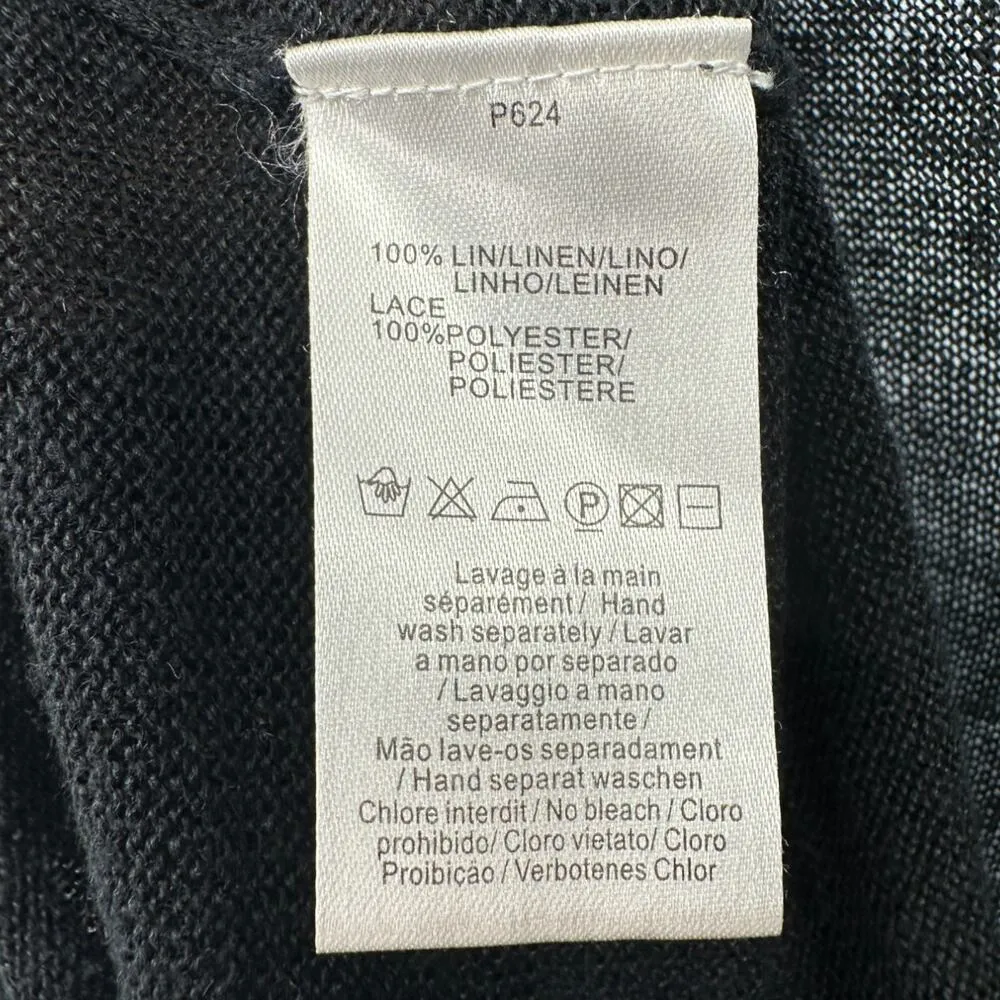 P624
100% LIN/LINEN/LINO/
LINHO/LEINEN
LACE
100%POLYESTER/
POLIESTER/
POLIESTERE
P
Lavage à la main
séparément/ Hand
wash separately / Lavar
a mano por separado
/ Lavaggio a mano
separatamente /
Mão lave-os separadament
/ Hand separat waschen
Chlore interdit / No bleach / Cloro
prohibido/ Cloro vietato/ Cloro
Proibição / Verbotenes Chlor